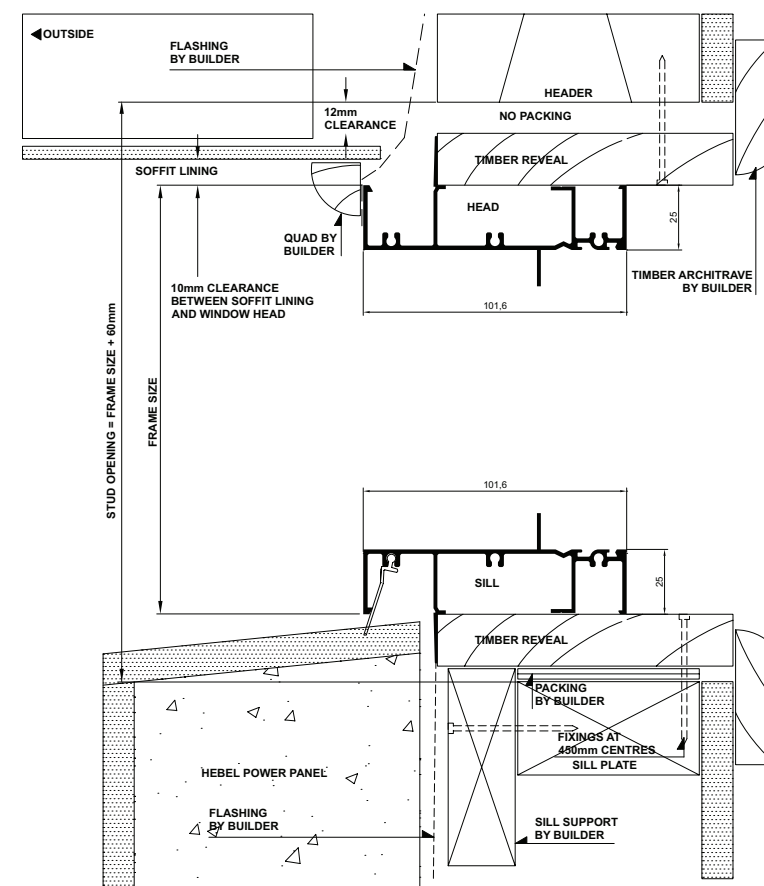 OUTSIDE
FLASHING
BY BUILDER
HEADER
12mm
CLEARANCE
NO PACKING
TIMBER REVEAL
SOFFIT LINING
HEAD
25
QUAD BY
BUILDER
TIMBER ARCHITRAVE
BY BUILDER
10mm CLEARANCE
BETWEEN SOFFIT LINING
AND WINDOW HEAD
101,6
STUD OPENING = FRAME SIZE + 60mm
FRAME SIZE
101,6
SILL
25
TIMBER REVEAL
PACKING
BY BUILDER
FIXINGS AT
450mm CENTRES
SILL PLATE
HEBEL POWER PANEL
FLASHING
BY BUILDER
SILL SUPPORT
BY BUILDER